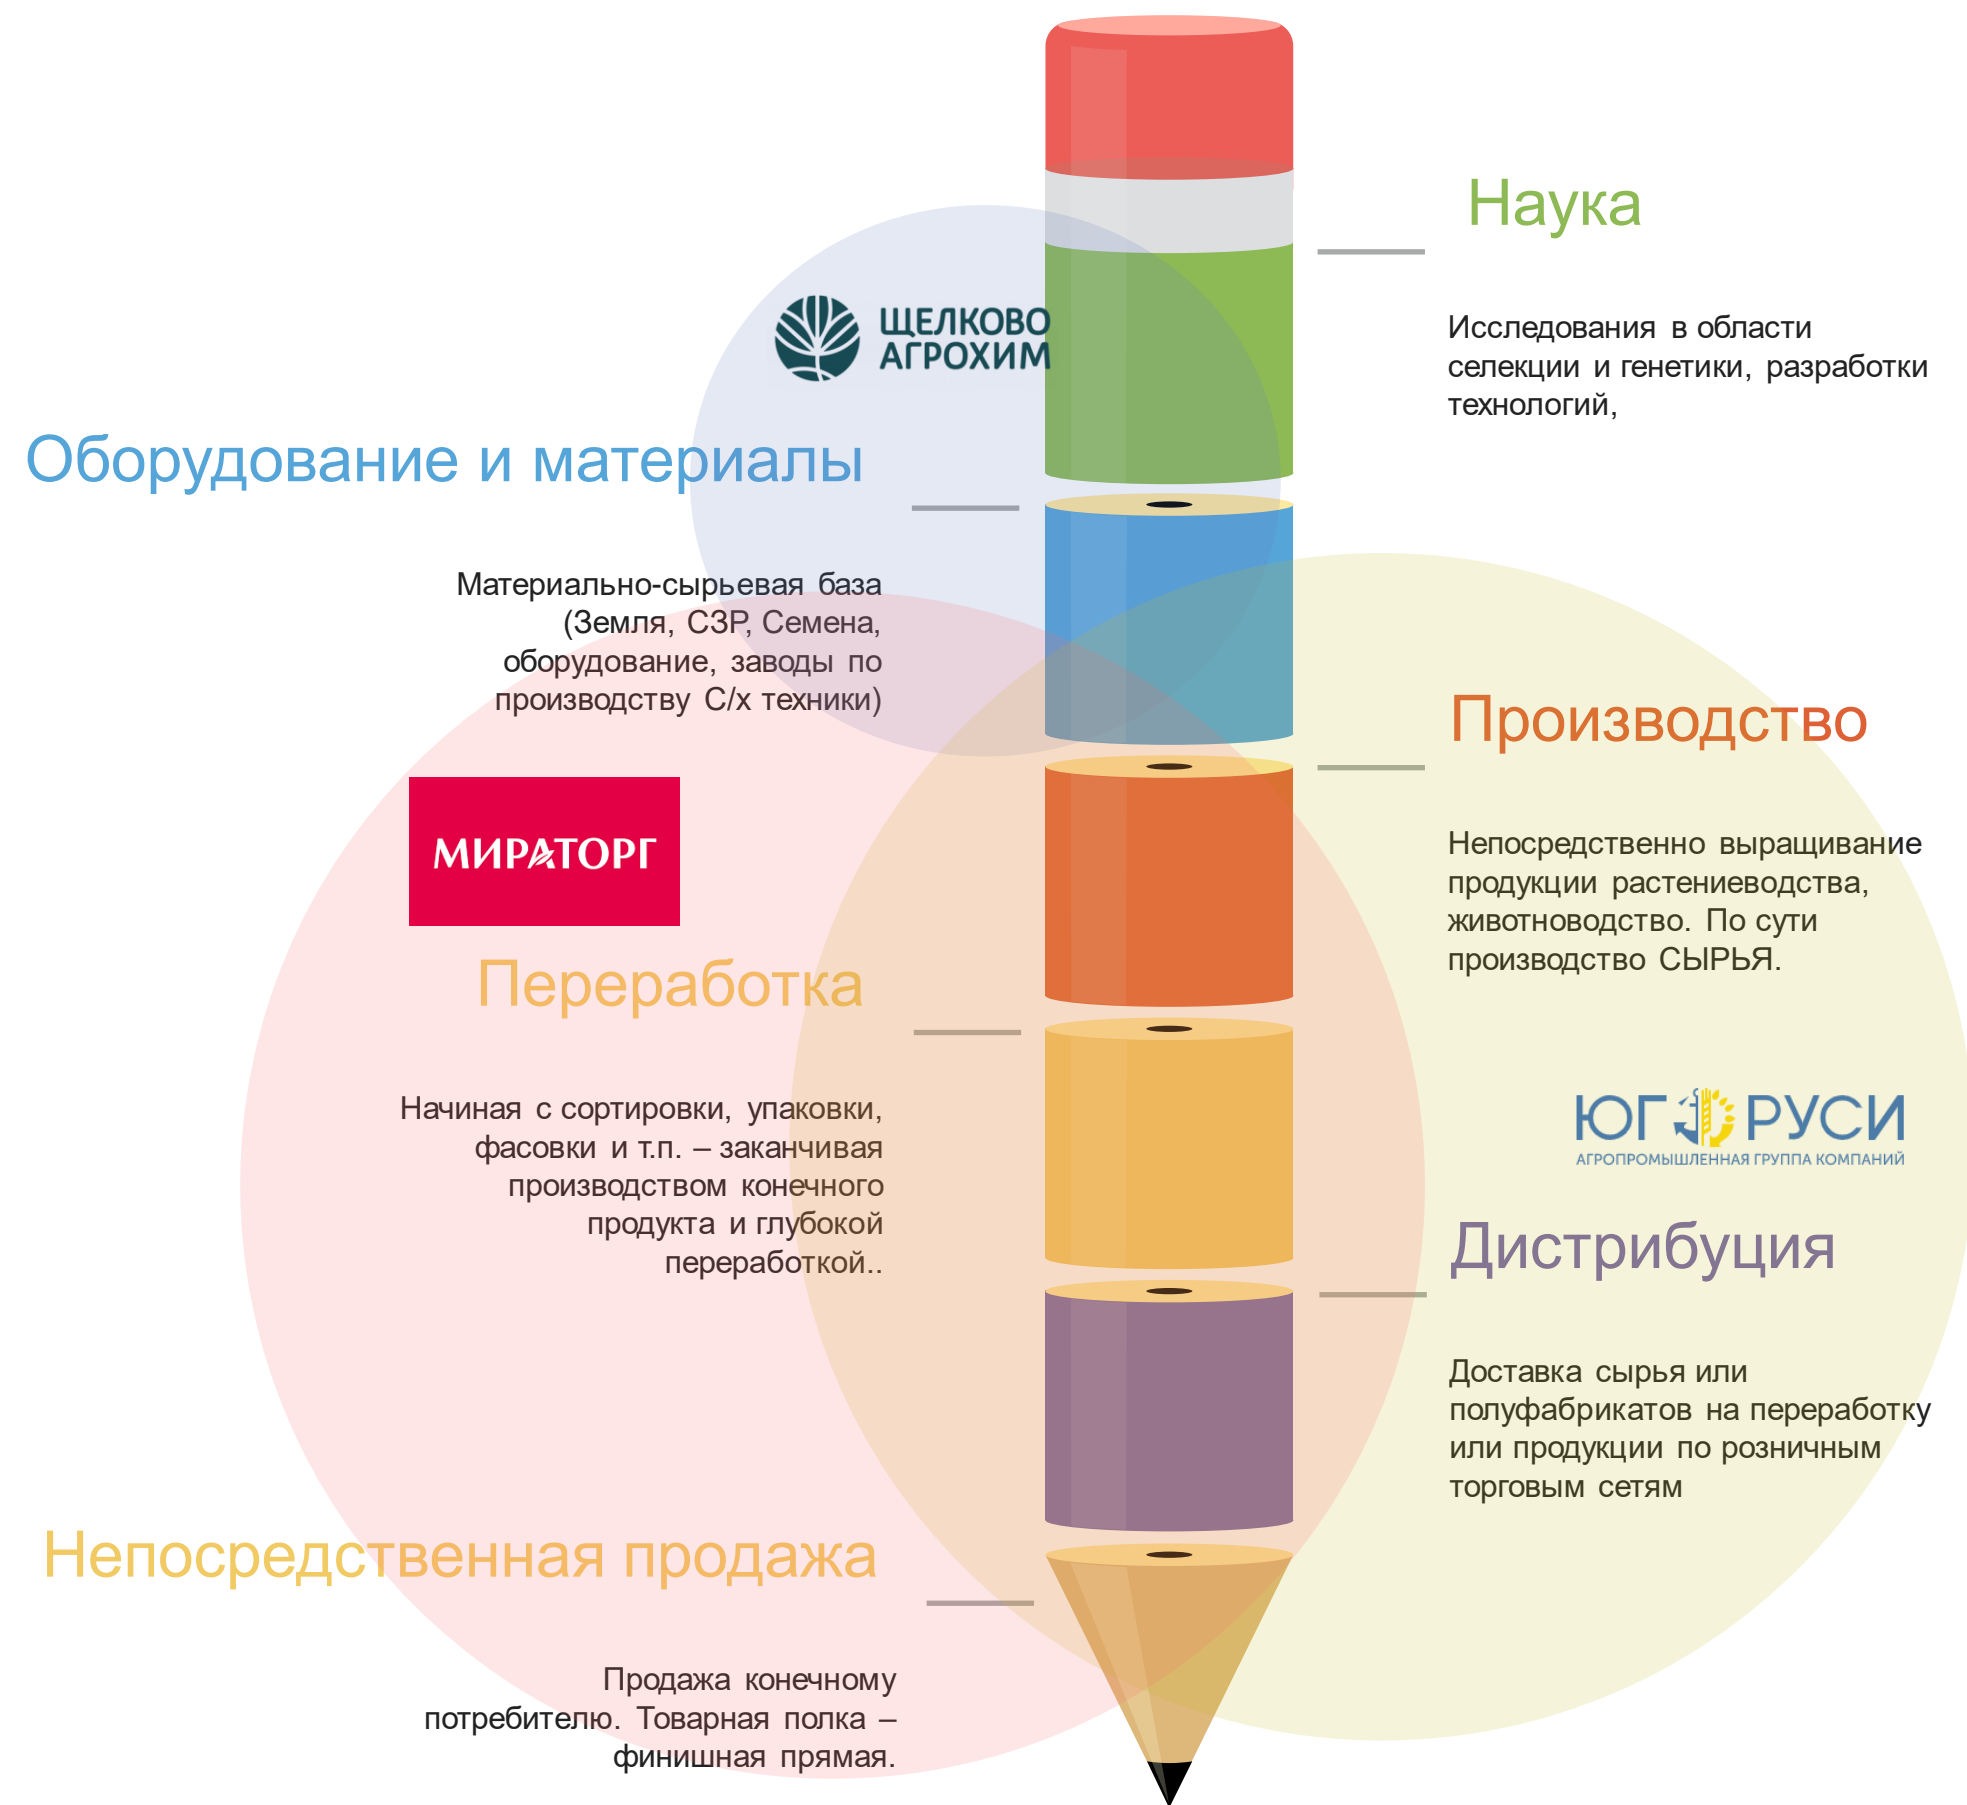 Наука
Исследования в области
селекции и генетики, разработки
технологий,
ЩЕЛКОВО
АГРОХИМ
Оборудование и материалы
Материально-сырьевая база
(Земля, СЗР, Семена,
оборудование, заводы по
производству С/х техники)
Производство
Непосредственно выращивание
продукции растениеводства,
животноводство. По сути
производство СЫРЬЯ.
МИРАТОРГ
Переработка
Начиная с сортировки, упаковки,
фасовки и т.п. – заканчивая
производством конечного
продукта и глубокой
переработкой..
ЮГ РУСИ
АГРОПРОМЫШЛЕННАЯ ГРУППА КОМПАНИЙ
Дистрибуция
Доставка сырья или
полуфабрикатов на переработку
или продукции по розничным
торговым сетям
Непосредственная продажа
Продажа конечному
потребителю. Товарная полка –
финишная прямая.